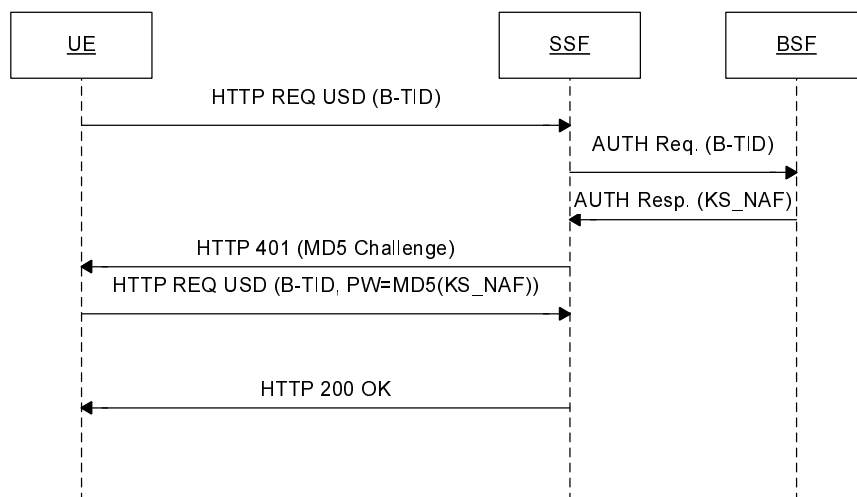 UE
SSF
BSF
HTTP REQ USD (B-TID)
AUTH Req. (B-TID)
AUTH Resp. (KS_NAF)
HTTP 401 (MD5 Challenge)
HTTP REQ USD (B-TID, PW=MD5(KS_NAF))
HTTP 200 OK